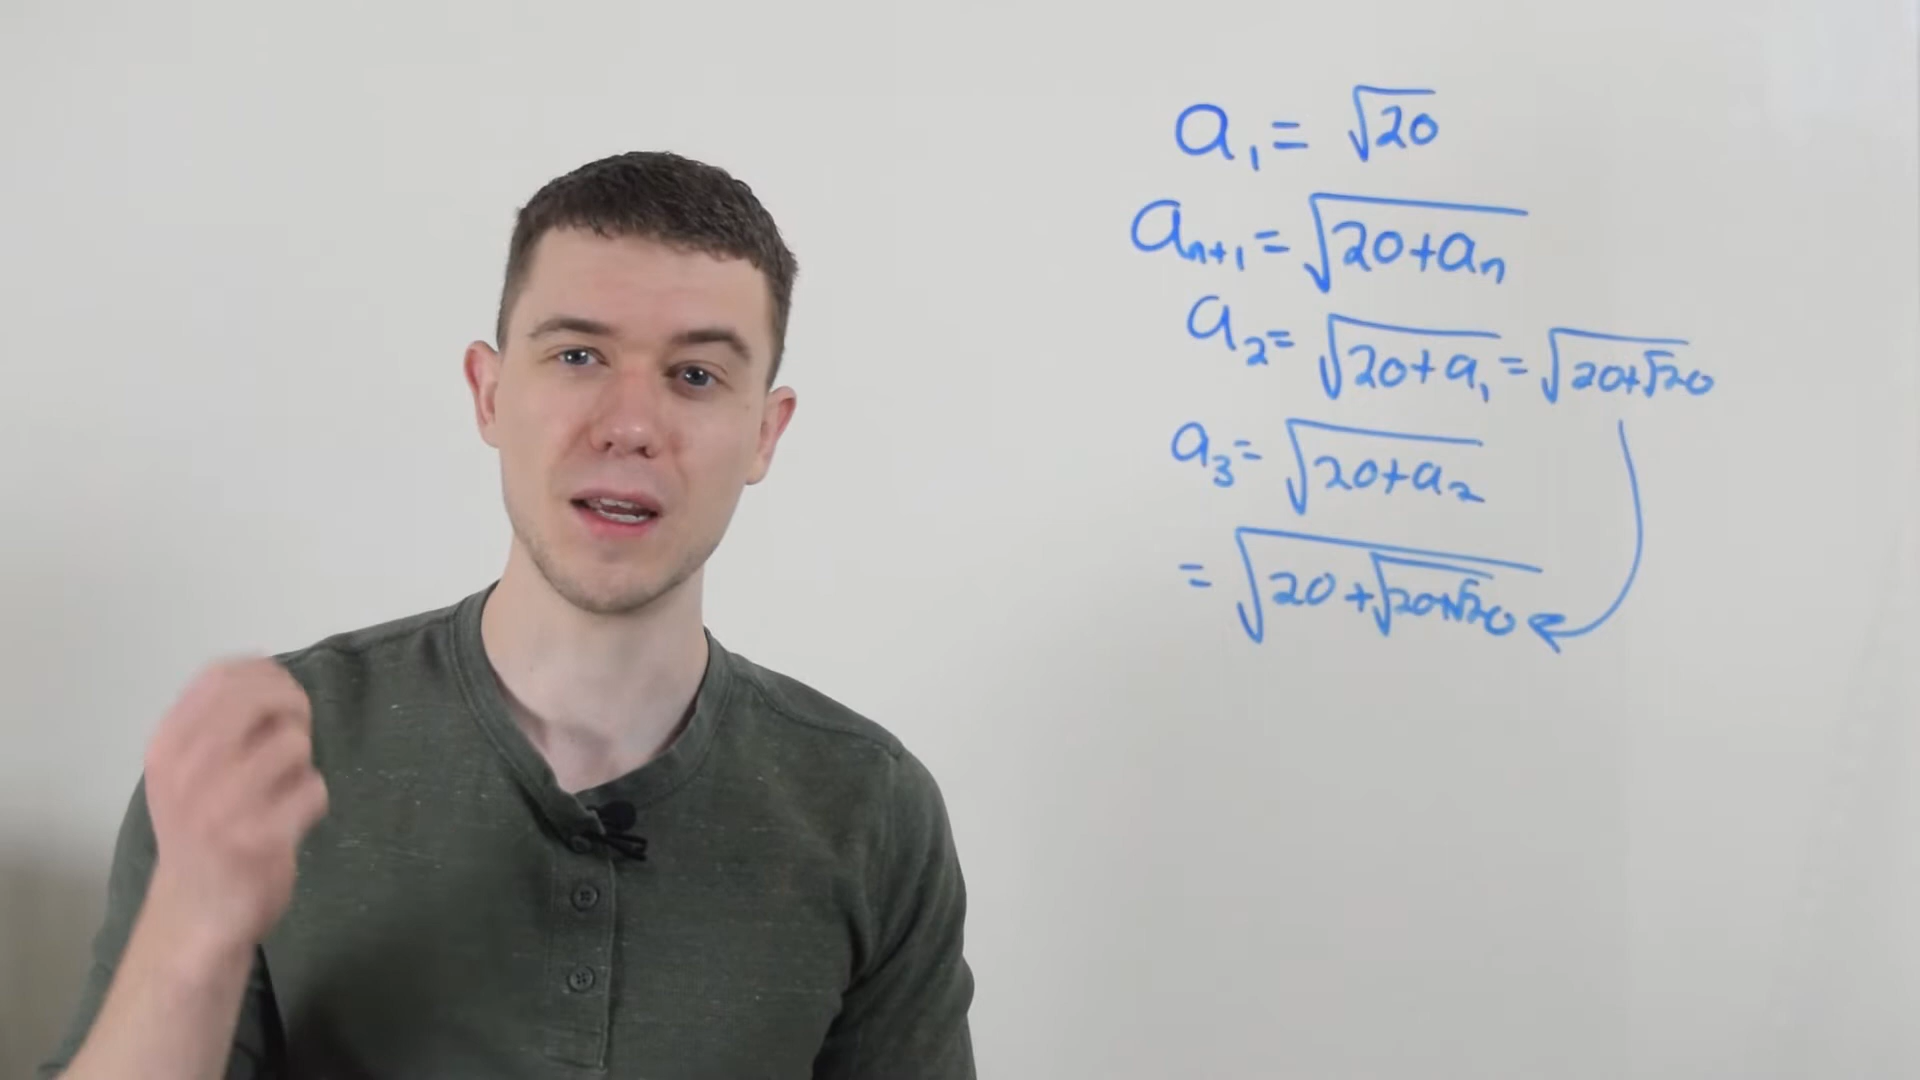 a₁ = √20
aₙ₊₁ = √(20+aₙ)
a₂ = √(20+a₁) = √(20+√20)
a₃ = √(20+a₂)
= √(20+√(20+√20))